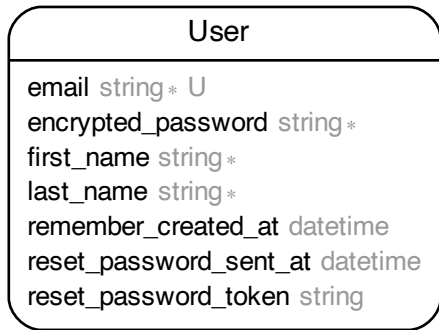 User
email string * U
encrypted_password string *
first_name string *
last_name string *
remember_created_at datetime
reset_password_sent_at datetime
reset_password_token string